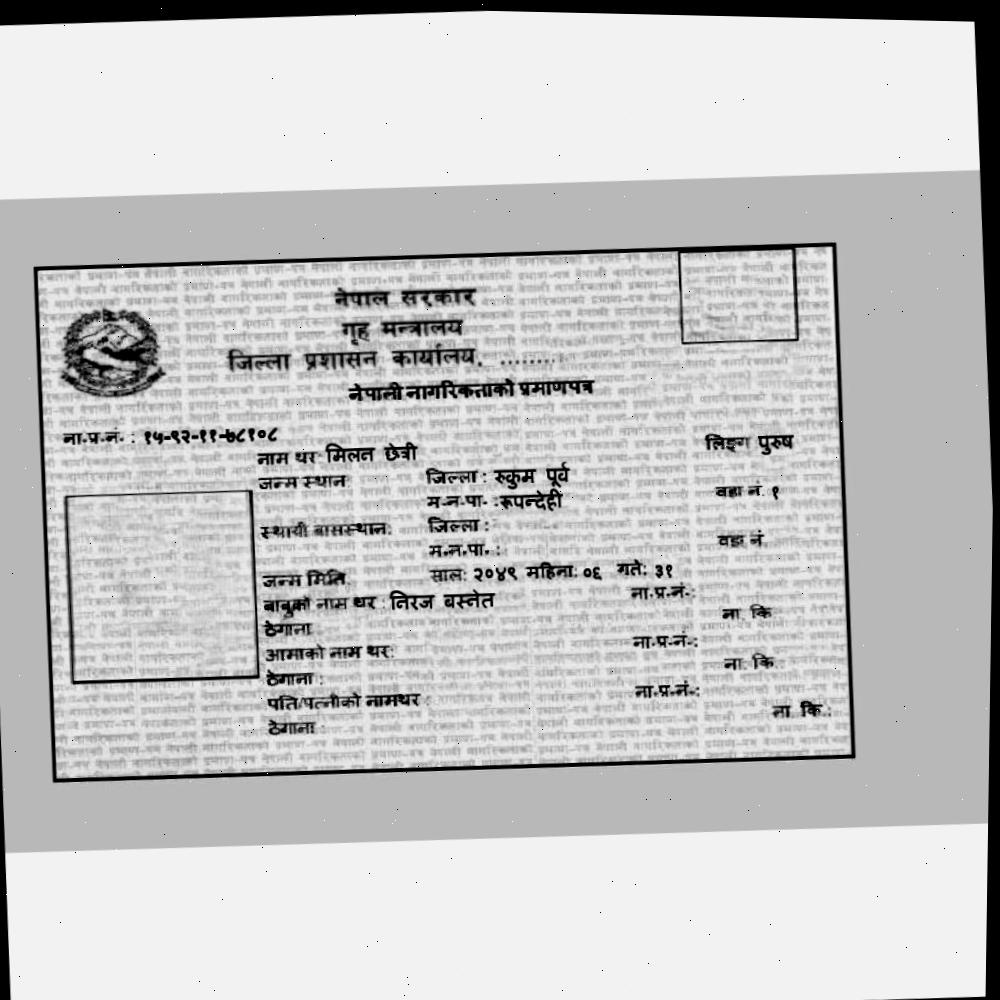 नेपाल सरकार
गृह मन्त्रालय
जिल्ला प्रशासन कार्यालय, .........
नेपाली नागरिकताको प्रमाणपत्र
ना.प्र.नं. : १५-९२-११-७८१०८
नाम थर: मिलन छेत्री लिङ्ग पुरुष
जन्म स्थान: जिल्ला : रुकुम पूर्व
म.न.पा. : रूपन्देही वडा नं. १
स्थायी बासस्थान: जिल्ला :
म.न.पा. : वडा नं.
जन्म मिति: साल: २०४९ महिना: ०६ गते: ३१
बाबुको नाम थर : निरज बस्नेत ना.प्र.नं.:
ठेगाना ना. कि.
आमाको नाम थर: ना.प्र.नं.:
ठेगाना : ना. कि.
पति/पत्नीको नामथर : ना.प्र.नं.:
ठेगाना : ना. कि.: